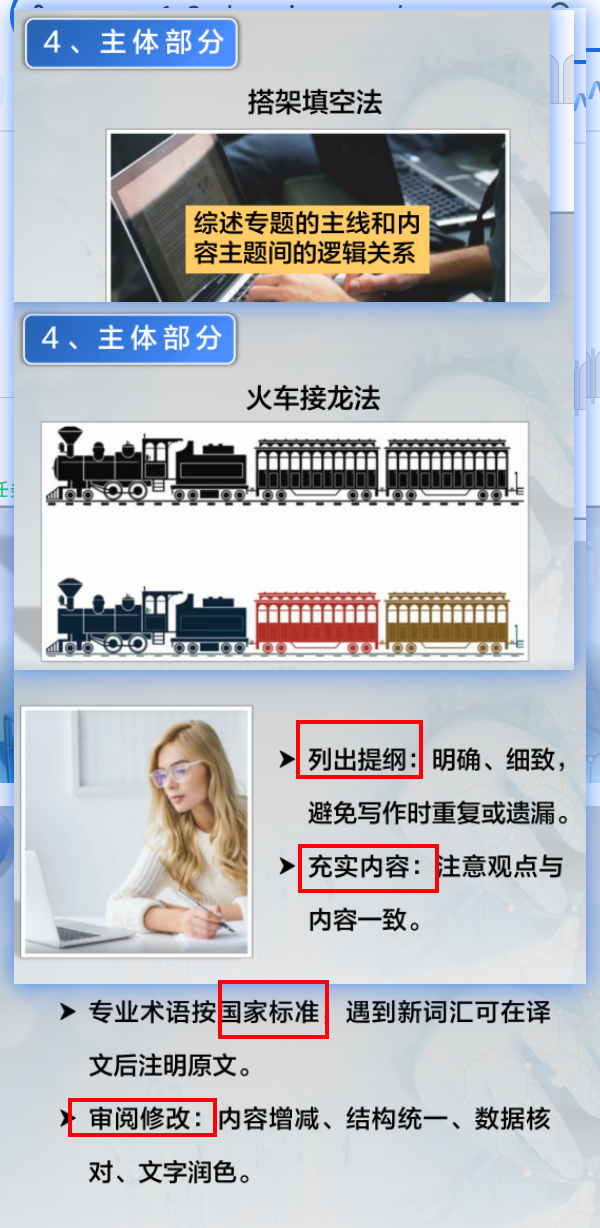 4、主体部分
搭架填空法
综述专题的主线和内
容主题间的逻辑关系
4、主体部分
火车接龙法
➤ 列出提纲：明确、细致，
避免写作时重复或遗漏。
➤ 充实内容：注意观点与
内容一致。
➤ 专业术语按国家标准，遇到新词汇可在译
文后注明原文。
➤ 审阅修改：内容增减、结构统一、数据核
对、文字润色。